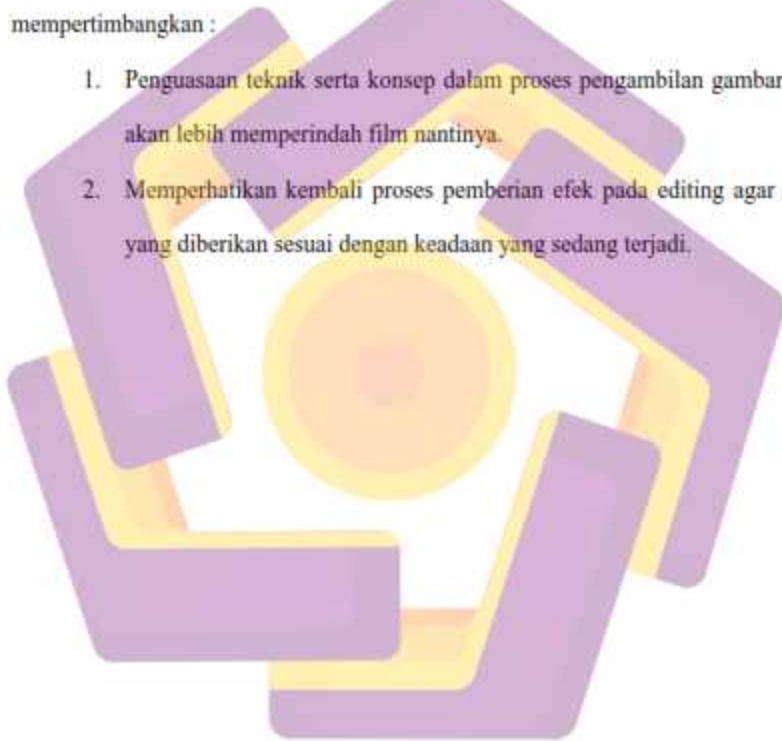 mempertimbangkan :
1. Penguasaan teknik serta konsep dalam proses pengambilan gambar
akan lebih memperindah film nantinya.
2. Memperhatikan kembali proses pemberian efek pada editing agar
yang diberikan sesuai dengan keadaan yang sedang terjadi.